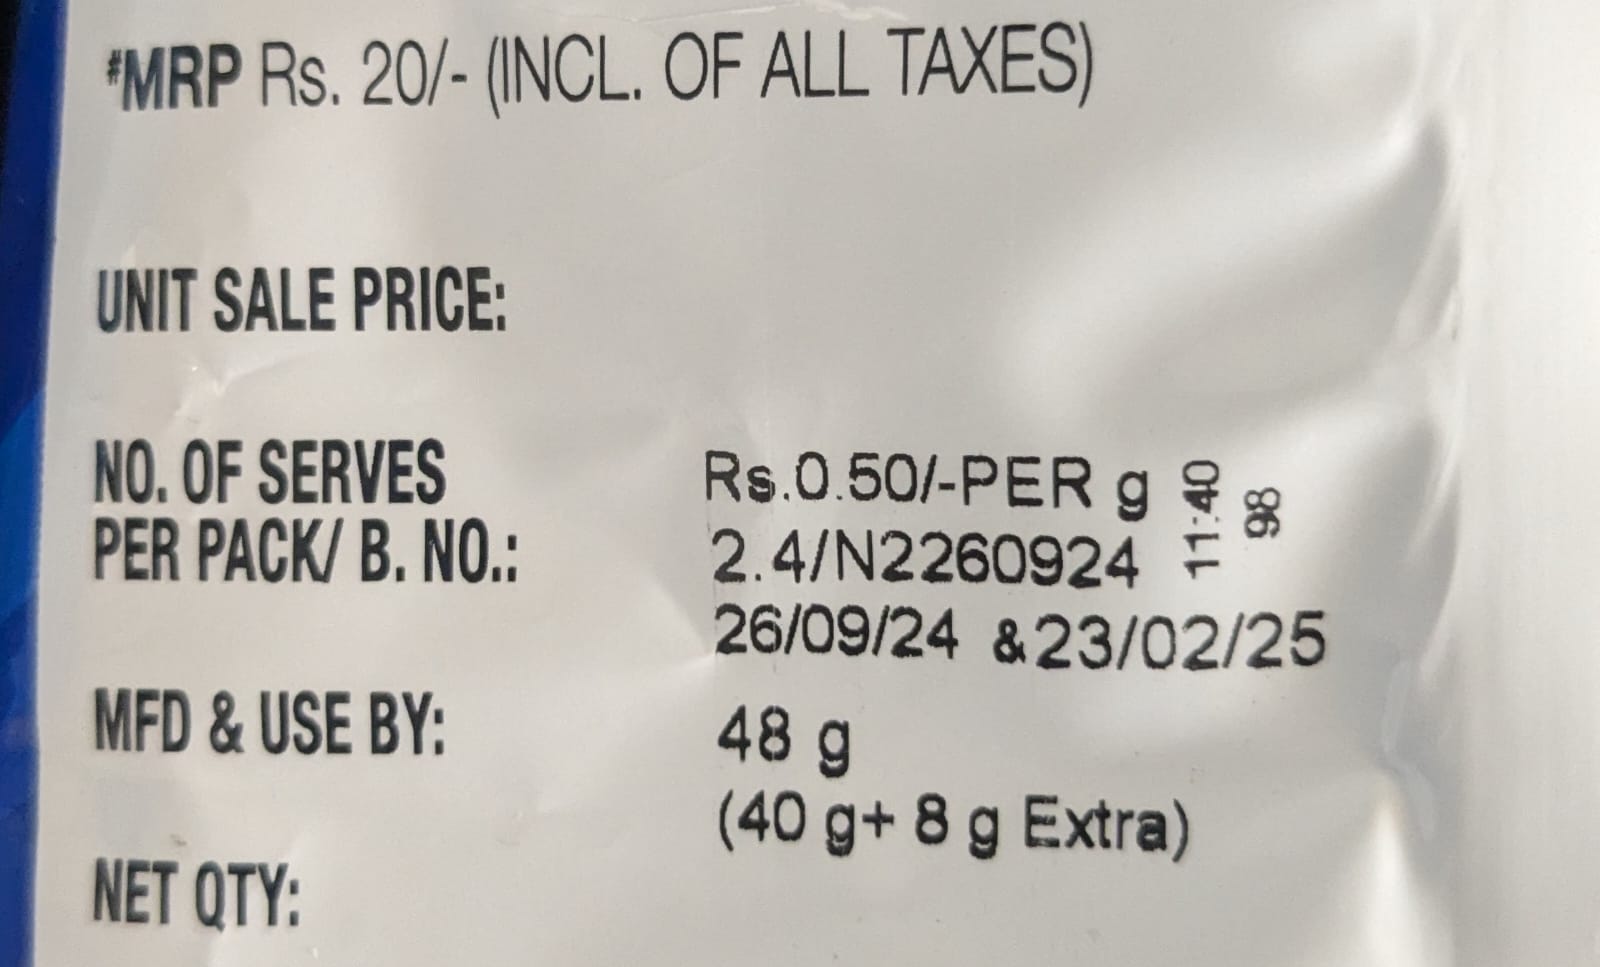 #MRP Rs. 20/- (INCL. OF ALL TAXES)
UNIT SALE PRICE:
NO. OF SERVES
PER PACK/ B. NO.:
MFD & USE BY:
NET QTY:
Rs.0.50/-PER g
2.4/N2260924
26/09/24 &23/02/25
48 g
(40 g+ 8 g Extra)
11:40
98